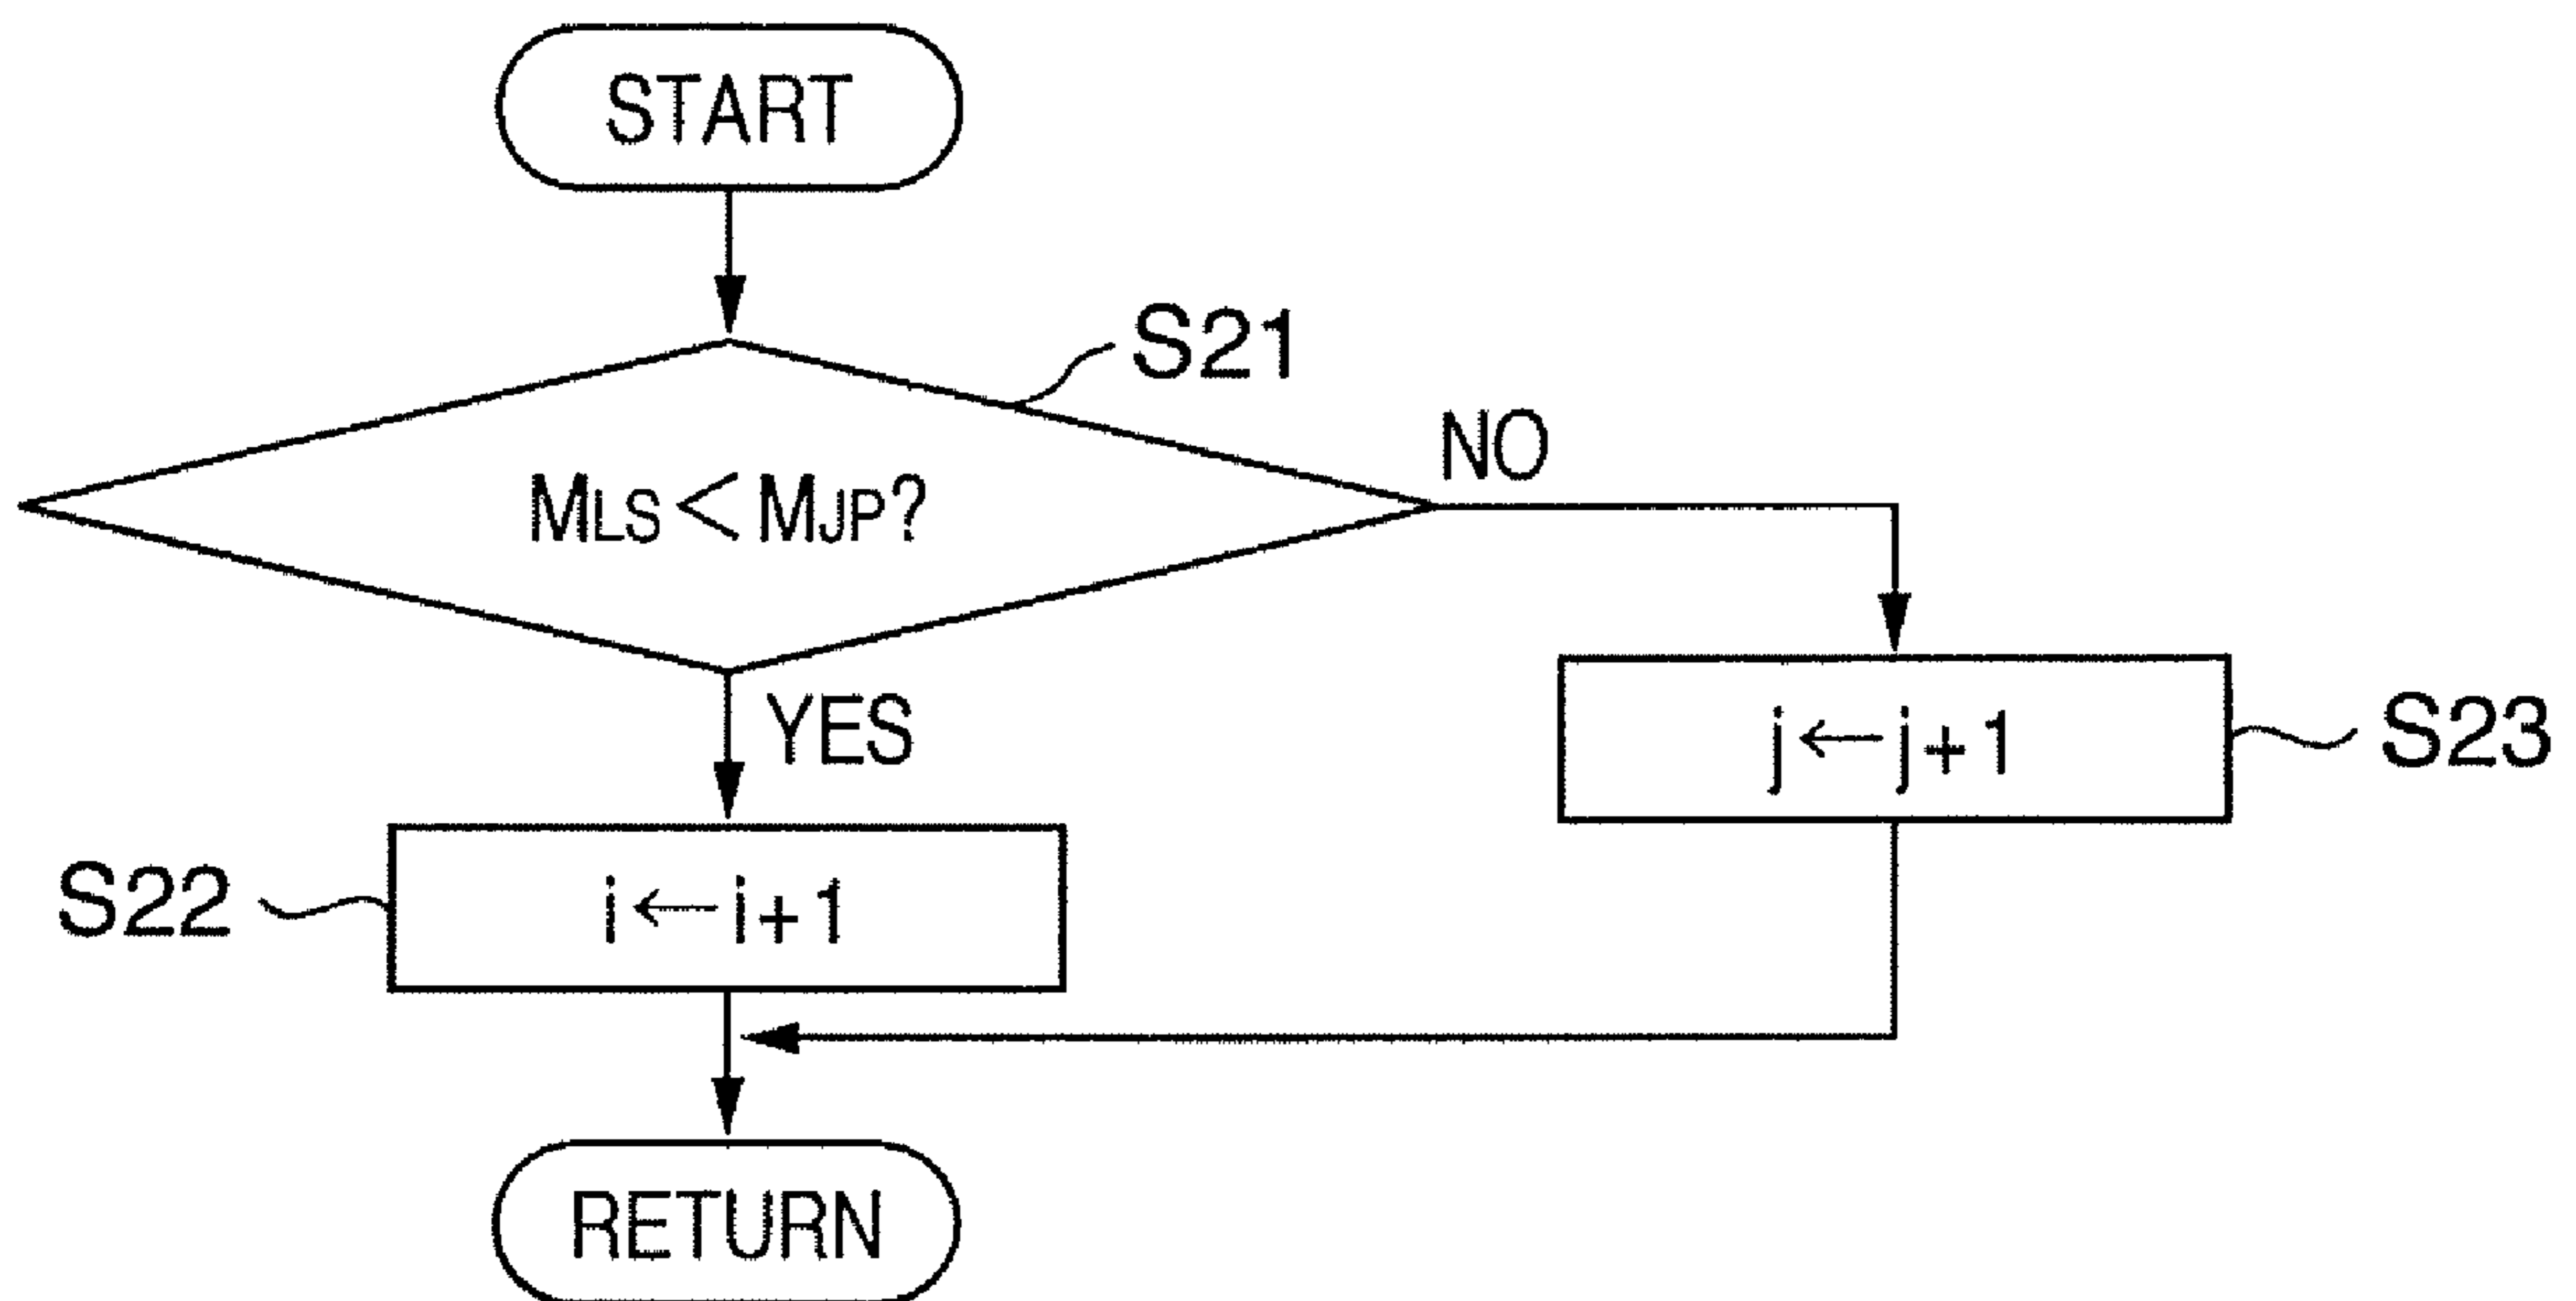 START
S21
NO
MLS<MJP?
YES
j←j+1
S23
S22
i←i+1
RETURN